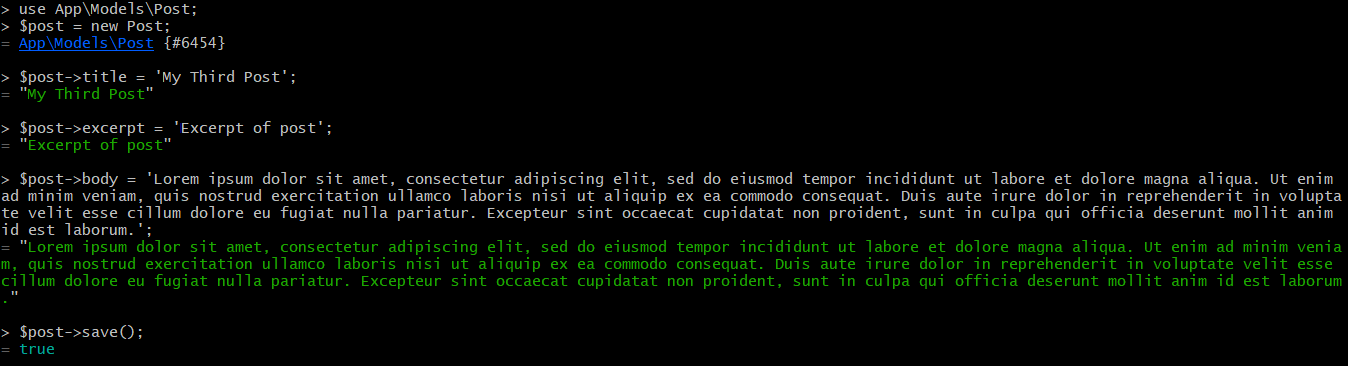 > use App\Models\Post;
> $post = new Post;
= App\Models\Post {#6454}
> $post->title = 'My Third Post';
= "My Third Post"
> $post->excerpt = 'Excerpt of post';
= "Excerpt of post"
> $post->body = 'Lorem ipsum dolor sit amet, consectetur adipiscing elit, sed do eiusmod tempor incididunt ut labore et dolore magna aliqua. Ut enim
ad minim veniam, quis nostrud exercitation ullamco laboris nisi ut aliquip ex ea commodo consequat. Duis aute irure dolor in reprehenderit in volupta
te velit esse cillum dolore eu fugiat nulla pariatur. Excepteur sint occaecat cupidatat non proident, sunt in culpa qui officia deserunt mollit anim
id est laborum.';
= "Lorem ipsum dolor sit amet, consectetur adipiscing elit, sed do eiusmod tempor incididunt ut labore et dolore magna aliqua. Ut enim ad minim venia
m, quis nostrud exercitation ullamco laboris nisi ut aliquip ex ea commodo consequat. Duis aute irure dolor in reprehenderit in voluptate velit esse
cillum dolore eu fugiat nulla pariatur. Excepteur sint occaecat cupidatat non proident, sunt in culpa qui officia deserunt mollit anim id est laborum
."
> $post->save();
= true